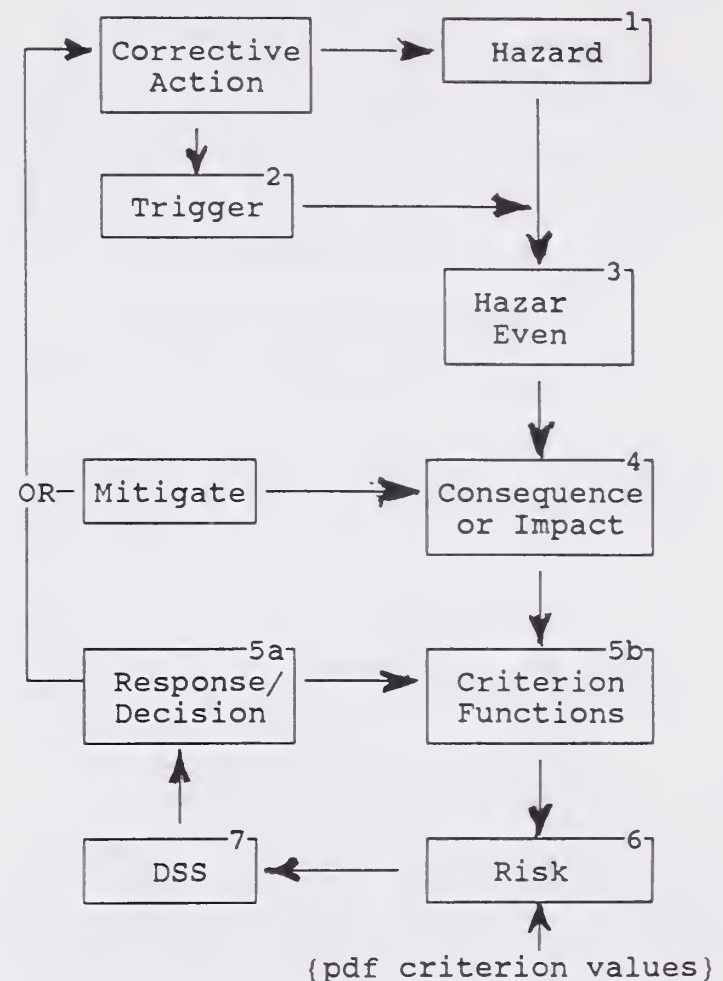 1
Corrective
Action
Hazard
2
Trigger
3
Hazar
Even
OR
Mitigate
4
Consequence
or Impact
5a
Response/
Decision
5b
Criterion
Functions
7
DSS
6
Risk
{pdf criterion values}